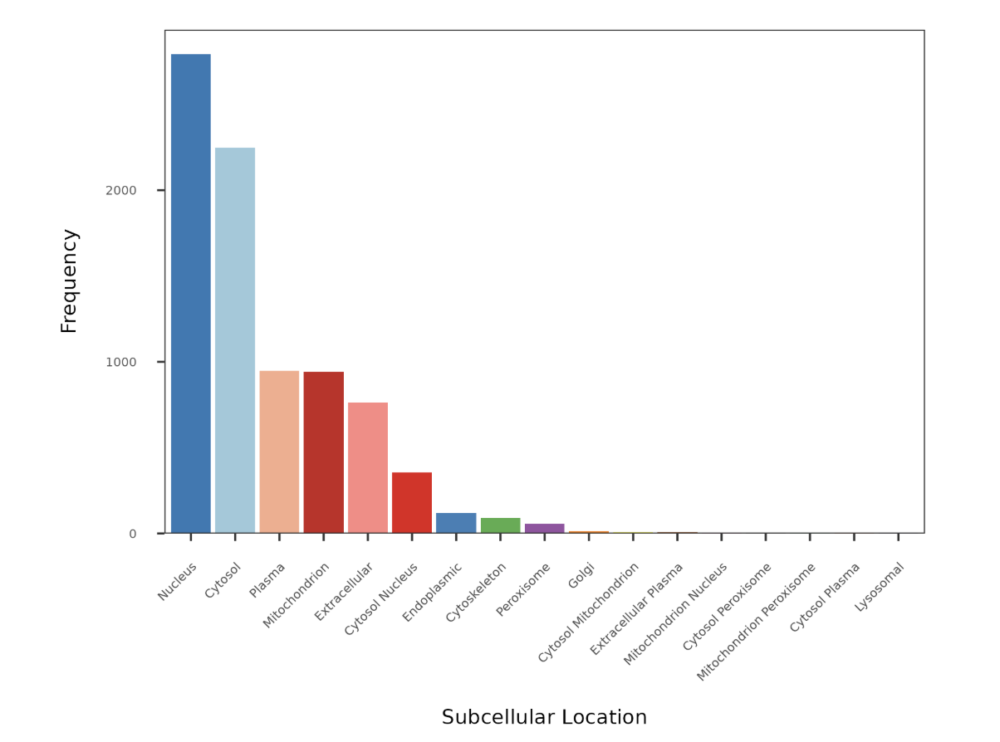 2000
1000
0
Frequency
Nucleus
Cytosol
Plasma
Mitochondrion
Extracellular
Cytosol Nucleus
Endoplasmic
Cytoskeleton
Peroxisome
Golgi
Cytosol Mitochondrion
Extracellular Plasma
Mitochondrion Nucleus
Cytosol Peroxisome
Mitochondrion Peroxisome
Cytosol Plasma
Lysosomal
Subcellular Location